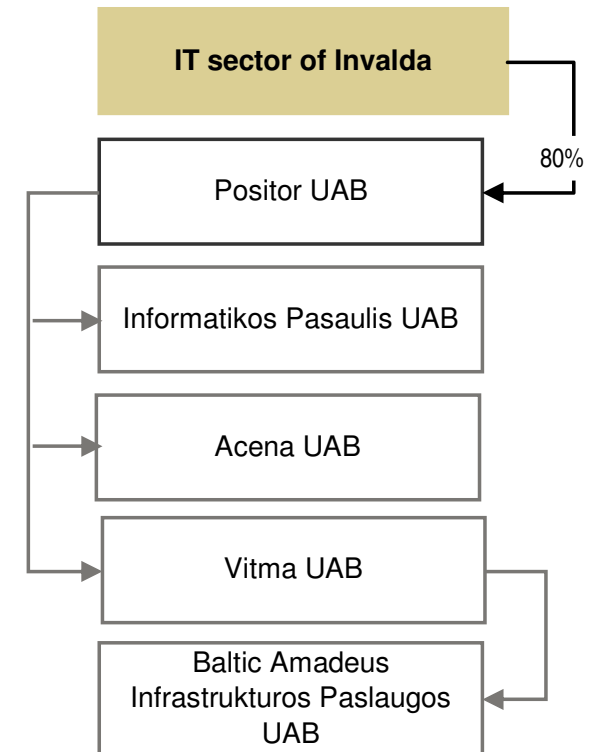 IT sector of Invalda
80%
Positor UAB
Informatikos Pasaulis UAB
Acena UAB
Vitma UAB
Baltic Amadeus
Infrastrukturos Paslaugos
UAB